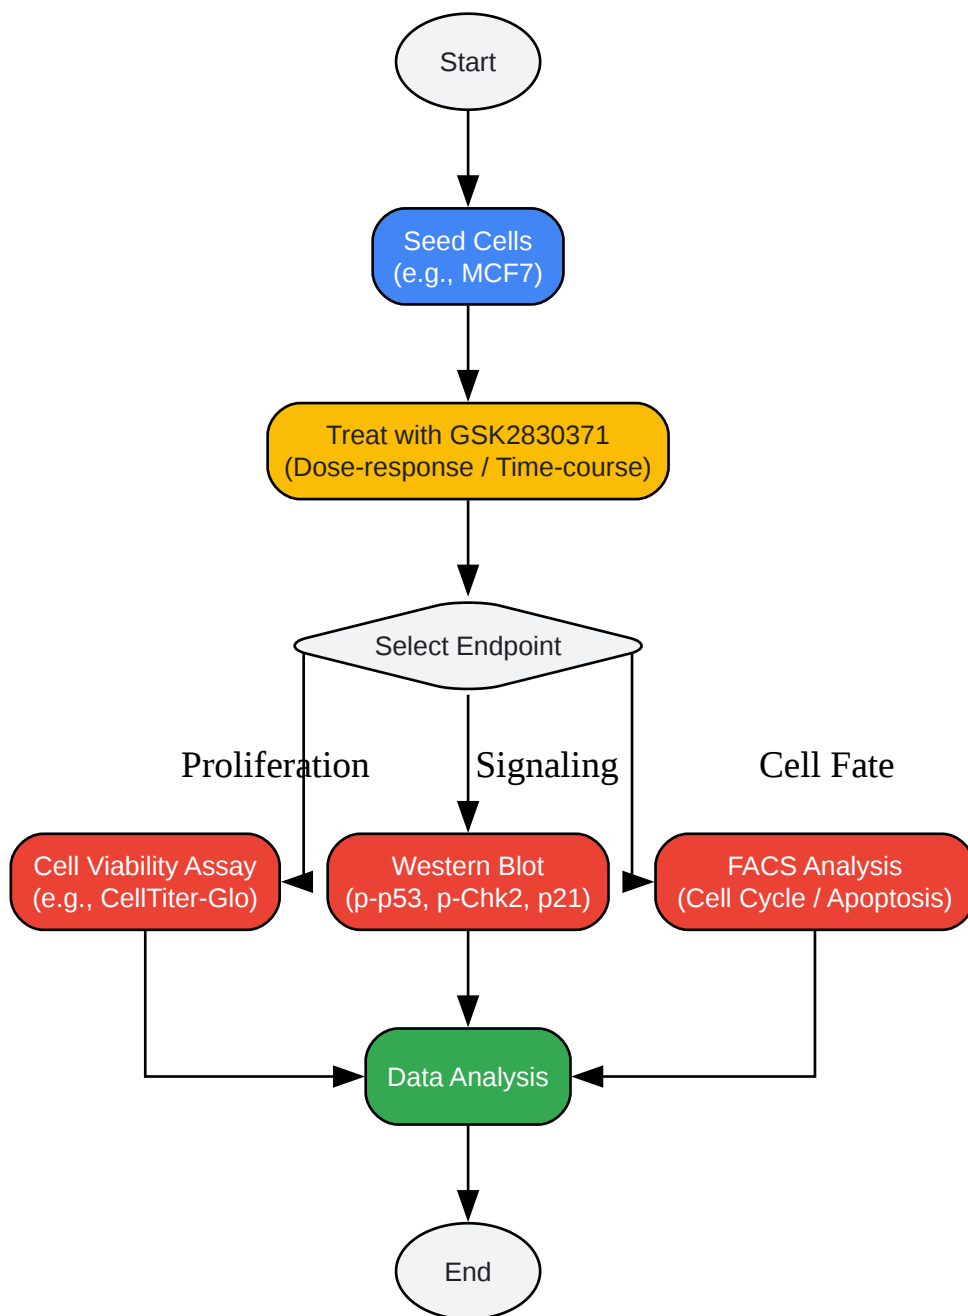 Start
Seed Cells
(e.g., MCF7)
Treat with GSK2830371
(Dose-response / Time-course)
Select Endpoint
Proliferation
Signaling
Cell Fate
Cell Viability Assay
(e.g., CellTiter-Glo)
Western Blot
(p-p53, p-Chk2, p21)
FACS Analysis
(Cell Cycle / Apoptosis)
Data Analysis
End